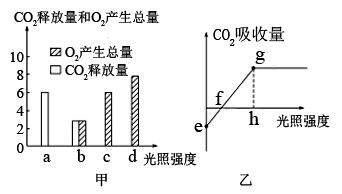 CO₂释放量和O₂产生总量
O₂产生总量
CO₂释放量
10
8
6
4
2
0
a b c d 光照强度
甲
CO₂吸收量
g
f
e
h
光照强度
乙